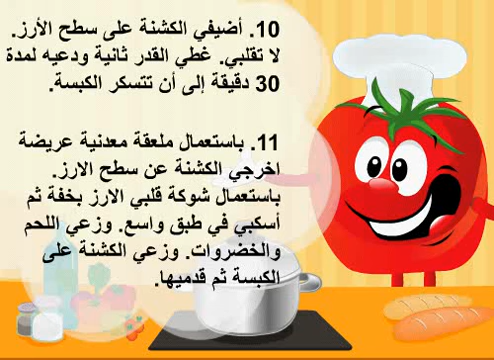 10. أضيفي الكشنة على سطح الأرز.
لا تقلبي. غطي القدر ثانية ودعيه لمدة
30 دقيقة إلى أن تتسكر الكبسة.
11. باستعمال ملعقة معدنية عريضة
اخرجي الكشنة عن سطح الارز.
باستعمال شوكة قلبي الارز بخفة ثم
أسكبي في طبق واسع. وزعي اللحم
والخضروات. وزعي الكشنة على
الكبسة ثم قدميها.